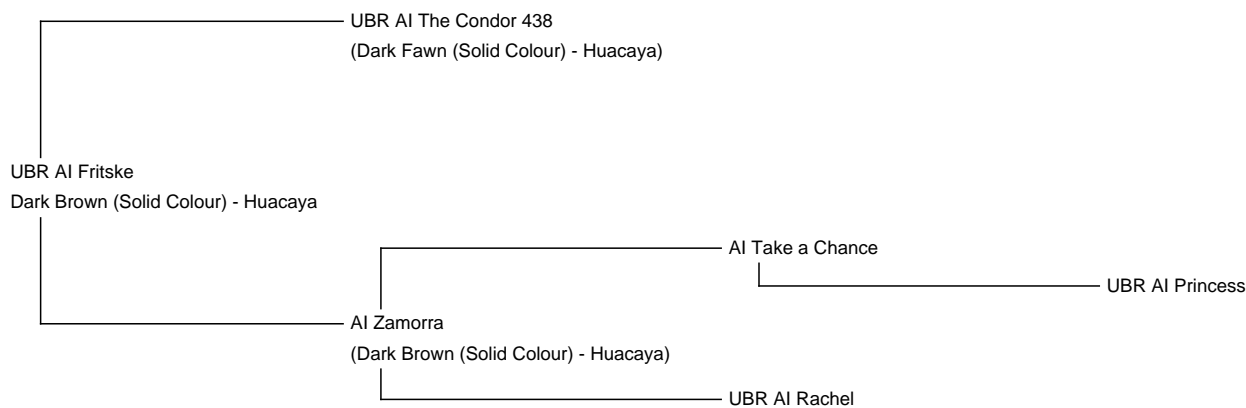 UBR AI The Condor 438
(Dark Fawn (Solid Colour) - Huacaya)
UBR AI Fritske
Dark Brown (Solid Colour) - Huacaya
AI Take a Chance
UBR AI Princess
AI Zamorra
(Dark Brown (Solid Colour) - Huacaya)
UBR AI Rachel